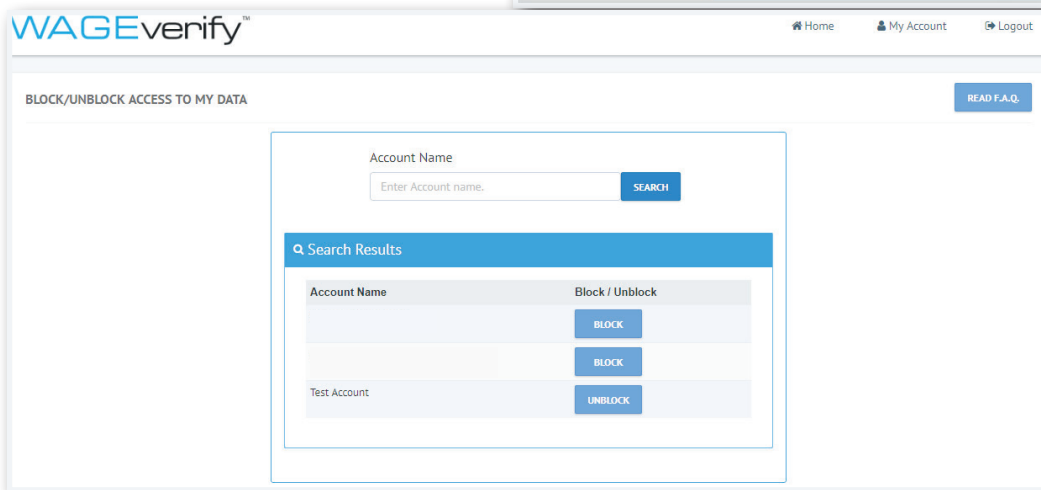 WAGEverify™
Home My Account Logout
BLOCK/UNBLOCK ACCESS TO MY DATA READ F.A.Q.
Account Name
Enter Account name. SEARCH
Search Results
Account Name Block / Unblock
BLOCK
BLOCK
Test Account UNBLOCK